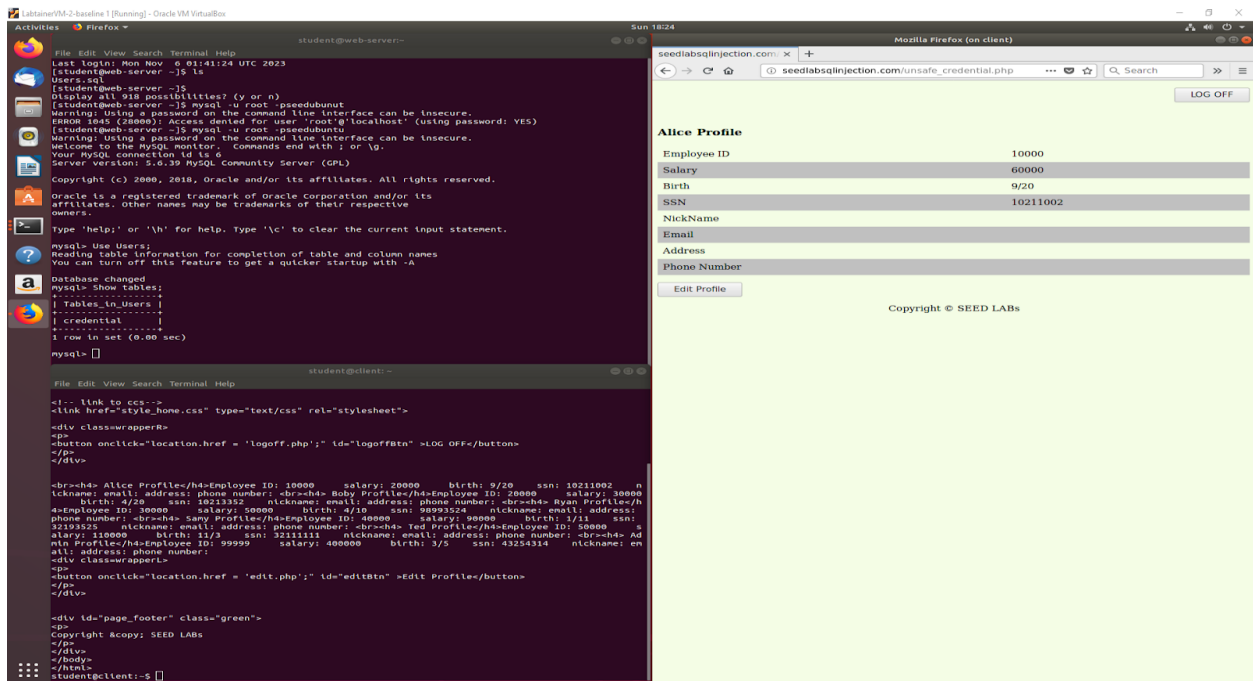 LabtainerVM-2-baseline 1 [Running] - Oracle VM VirtualBox
Activities Firefox Sun 18:24
student@web-server:~
File Edit View Search Terminal Help
Last login: Mon Nov 6 01:41:24 UTC 2023
[student@web-server ~]$ ls
Users.sql
[student@web-server ~]$
Display all 918 possibilities? (y or n)
[student@web-server ~]$ mysql -u root -pseedubunut
Warning: Using a password on the command line interface can be insecure.
ERROR 1045 (28000): Access denied for user 'root'@'localhost' (using password: YES)
[student@web-server ~]$ mysql -u root -pseedubuntu
Warning: Using a password on the command line interface can be insecure.
Welcome to the MySQL monitor. Commands end with ; or \g.
Your MySQL connection id is 6
Server version: 5.6.39 MySQL Community Server (GPL)
Copyright (c) 2000, 2018, Oracle and/or its affiliates. All rights reserved.
Oracle is a registered trademark of Oracle Corporation and/or its
affiliates. Other names may be trademarks of their respective
owners.
Type 'help;' or '\h' for help. Type '\c' to clear the current input statement.
mysql> Use Users;
Reading table information for completion of table and column names
You can turn off this feature to get a quicker startup with -A
Database changed
mysql> Show tables;
+-----------------+
| Tables_in_Users |
+-----------------+
| credential |
+-----------------+
1 row in set (0.00 sec)
mysql>
student@client: ~
File Edit View Search Terminal Help
<!-- link to ccs-->
<link href="style_home.css" type="text/css" rel="stylesheet">
<div class=wrapperR>
<p>
<button onclick="location.href = 'logoff.php';" id="logoffBtn" >LOG OFF</button>
</p>
</div>
<br><h4> Alice Profile</h4>Employee ID: 10000 salary: 20000 birth: 9/20 ssn: 10211002 n
ickname: email: address: phone number: <br><h4> Boby Profile</h4>Employee ID: 20000 salary: 30000
birth: 4/20 ssn: 10213352 nickname: email: address: phone number: <br><h4> Ryan Profile</h
4>Employee ID: 30000 salary: 50000 birth: 4/10 ssn: 98993524 nickname: email: address:
phone number: <br><h4> Samy Profile</h4>Employee ID: 40000 salary: 90000 birth: 1/11 ssn:
32193525 nickname: email: address: phone number: <br><h4> Ted Profile</h4>Employee ID: 50000 s
alary: 110000 birth: 11/3 ssn: 32111111 nickname: email: address: phone number: <br><h4> Ad
min Profile</h4>Employee ID: 99999 salary: 400000 birth: 3/5 ssn: 43254314 nickname: em
ail: address: phone number:
<div class=wrapperL>
<p>
<button onclick="location.href = 'edit.php';" id="editBtn" >Edit Profile</button>
</p>
</div>
<div id="page_footer" class="green">
<p>
Copyright &copy; SEED LABs
</p>
</div>
</body>
</html>
student@client:~$
Mozilla Firefox (on client)
seedlabsqlinjection.com/
seedlabsqlinjection.com/unsafe_credential.php Search
LOG OFF
Alice Profile
Employee ID 10000
Salary 60000
Birth 9/20
SSN 10211002
NickName
Email
Address
Phone Number
Edit Profile
Copyright © SEED LABs